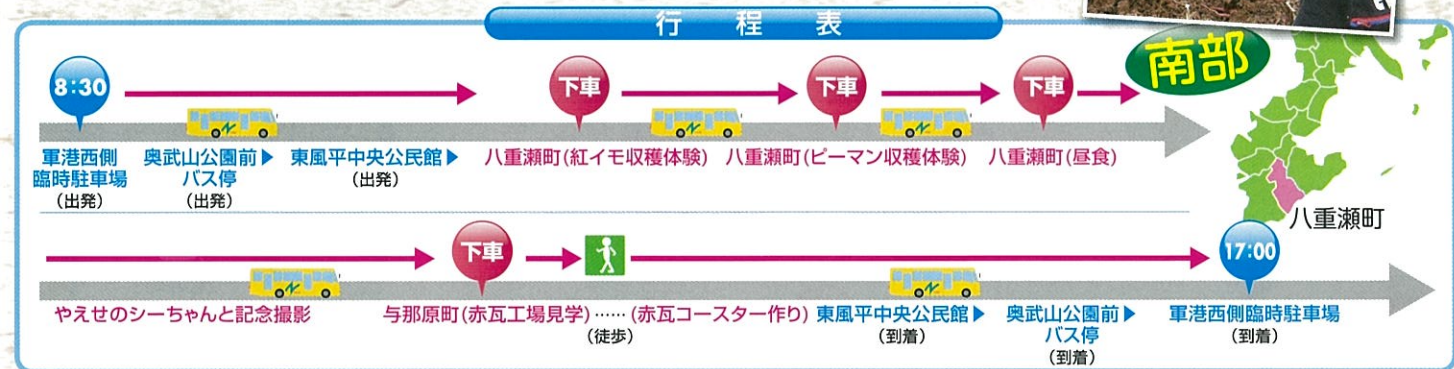 行程表
南部
8:30
下車
下車
下車
軍港西側
臨時駐車場
(出発)
奥武山公園前▶
バス停
(出発)
東風平中央公民館▶
(出発)
八重瀬町(紅イモ収穫体験)
八重瀬町(ピーマン収穫体験)
八重瀬町(昼食)
八重瀬町
下車
17:00
やえせのシーちゃんと記念撮影
与那原町(赤瓦工場見学)……(赤瓦コースター作り)
(徒歩)
東風平中央公民館▶
(到着)
奥武山公園前▶
バス停
(到着)
軍港西側臨時駐車場
(到着)